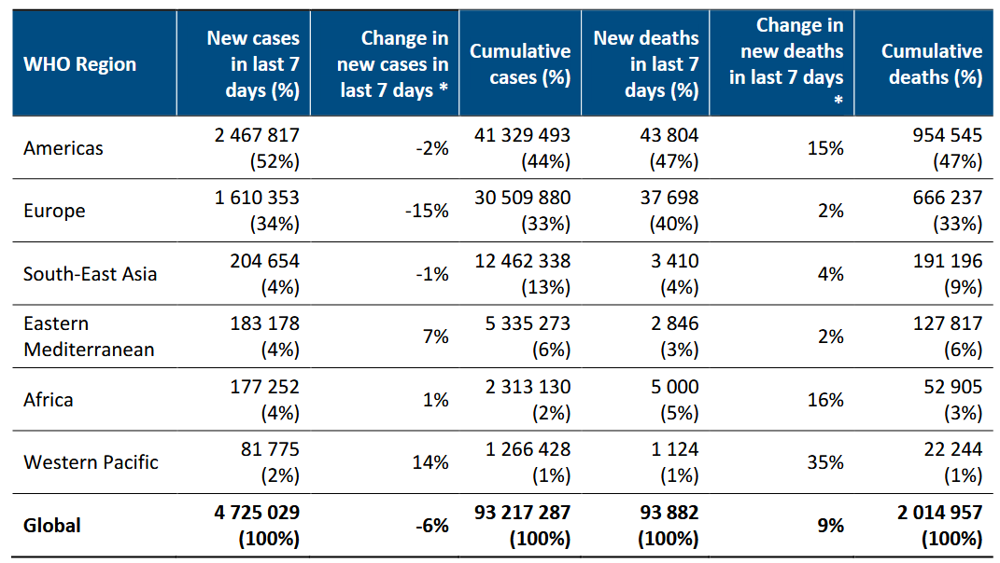 WHO Region
New cases
in last 7
days (%)
Change in
new cases in
last 7 days *
Cumulative
cases (%)
New deaths
in last 7
days (%)
Change in
new deaths
in last 7 days
*
Cumulative
deaths (%)
Americas
2 467 817
(52%)
-2%
41 329 493
(44%)
43 804
(47%)
15%
954 545
(47%)
Europe
1 610 353
(34%)
-15%
30 509 880
(33%)
37 698
(40%)
2%
666 237
(33%)
South-East Asia
204 654
(4%)
-1%
12 462 338
(13%)
3 410
(4%)
4%
191 196
(9%)
Eastern
Mediterranean
183 178
(4%)
7%
5 335 273
(6%)
2 846
(3%)
2%
127 817
(6%)
Africa
177 252
(4%)
1%
2 313 130
(2%)
5 000
(5%)
16%
52 905
(3%)
Western Pacific
81 775
(2%)
14%
1 266 428
(1%)
1 124
(1%)
35%
22 244
(1%)
Global
4 725 029
(100%)
-6%
93 217 287
(100%)
93 882
(100%)
9%
2 014 957
(100%)